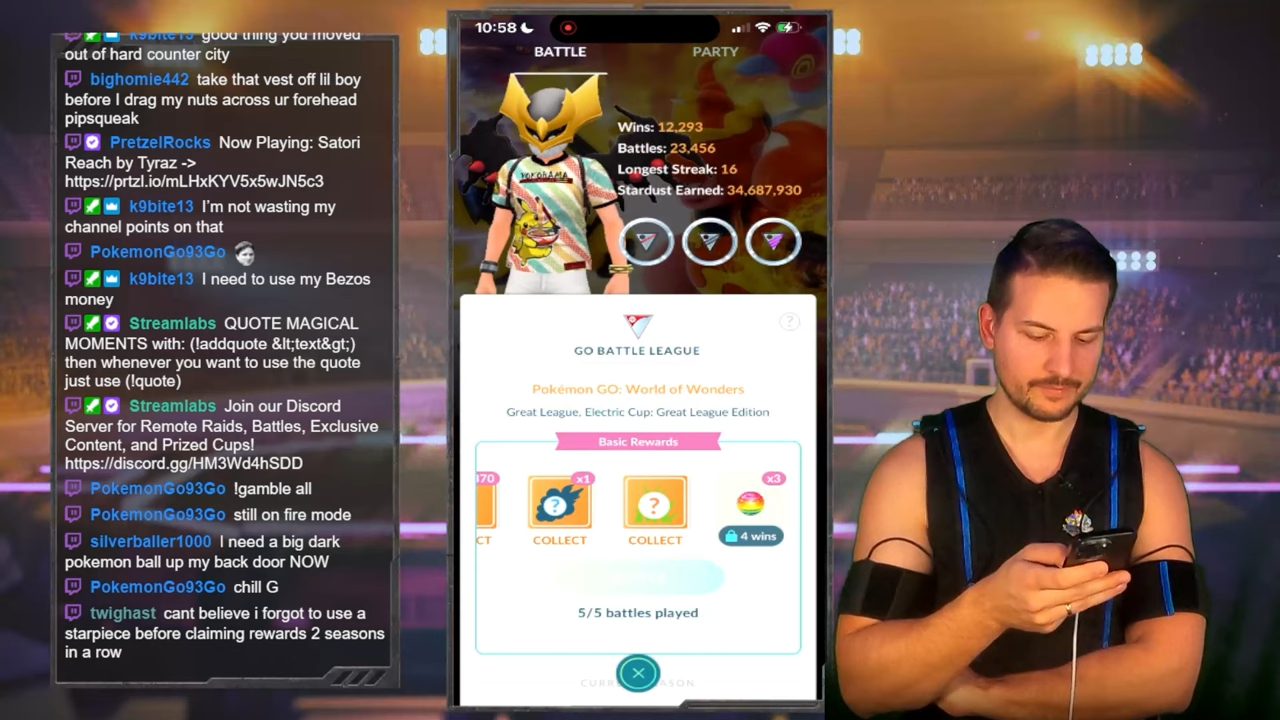 k9bite13 good thing you moved
out of hard counter city
bighomie442 take that vest off lil boy
before I drag my nuts across ur forehead
pipsqueak
PretzelRocks Now Playing: Satori
Reach by Tyraz ->
https://prtzl.io/mLHxKYV5x5wJN5c3
k9bite13 I'm not wasting my
channel points on that
PokemonGo93Go
k9bite13 I need to use my Bezos
money
Streamlabs QUOTE MAGICAL
MOMENTS with: (!addquote &lt;text&gt;)
then whenever you want to use the quote
just use (!quote)
Streamlabs Join our Discord
Server for Remote Raids, Battles, Exclusive
Content, and Prized Cups!
https://discord.gg/HM3Wd4hSDD
PokemonGo93Go !gamble all
PokemonGo93Go still on fire mode
silverballer1000 I need a big dark
pokemon ball up my back door NOW
PokemonGo93Go chill G
twighast cant believe i forgot to use a
starpiece before claiming rewards 2 seasons
in a row
10:58
BATTLE PARTY
Wins: 12,293
Battles: 23,456
Longest Streak: 16
Stardust Earned: 34,687,930
YOKOHAMA
GO BATTLE LEAGUE
?
Pokémon GO: World of Wonders
Great League, Electric Cup: Great League Edition
Basic Rewards
x1 x3
? ?
CT COLLECT COLLECT 4 wins
5/5 battles played